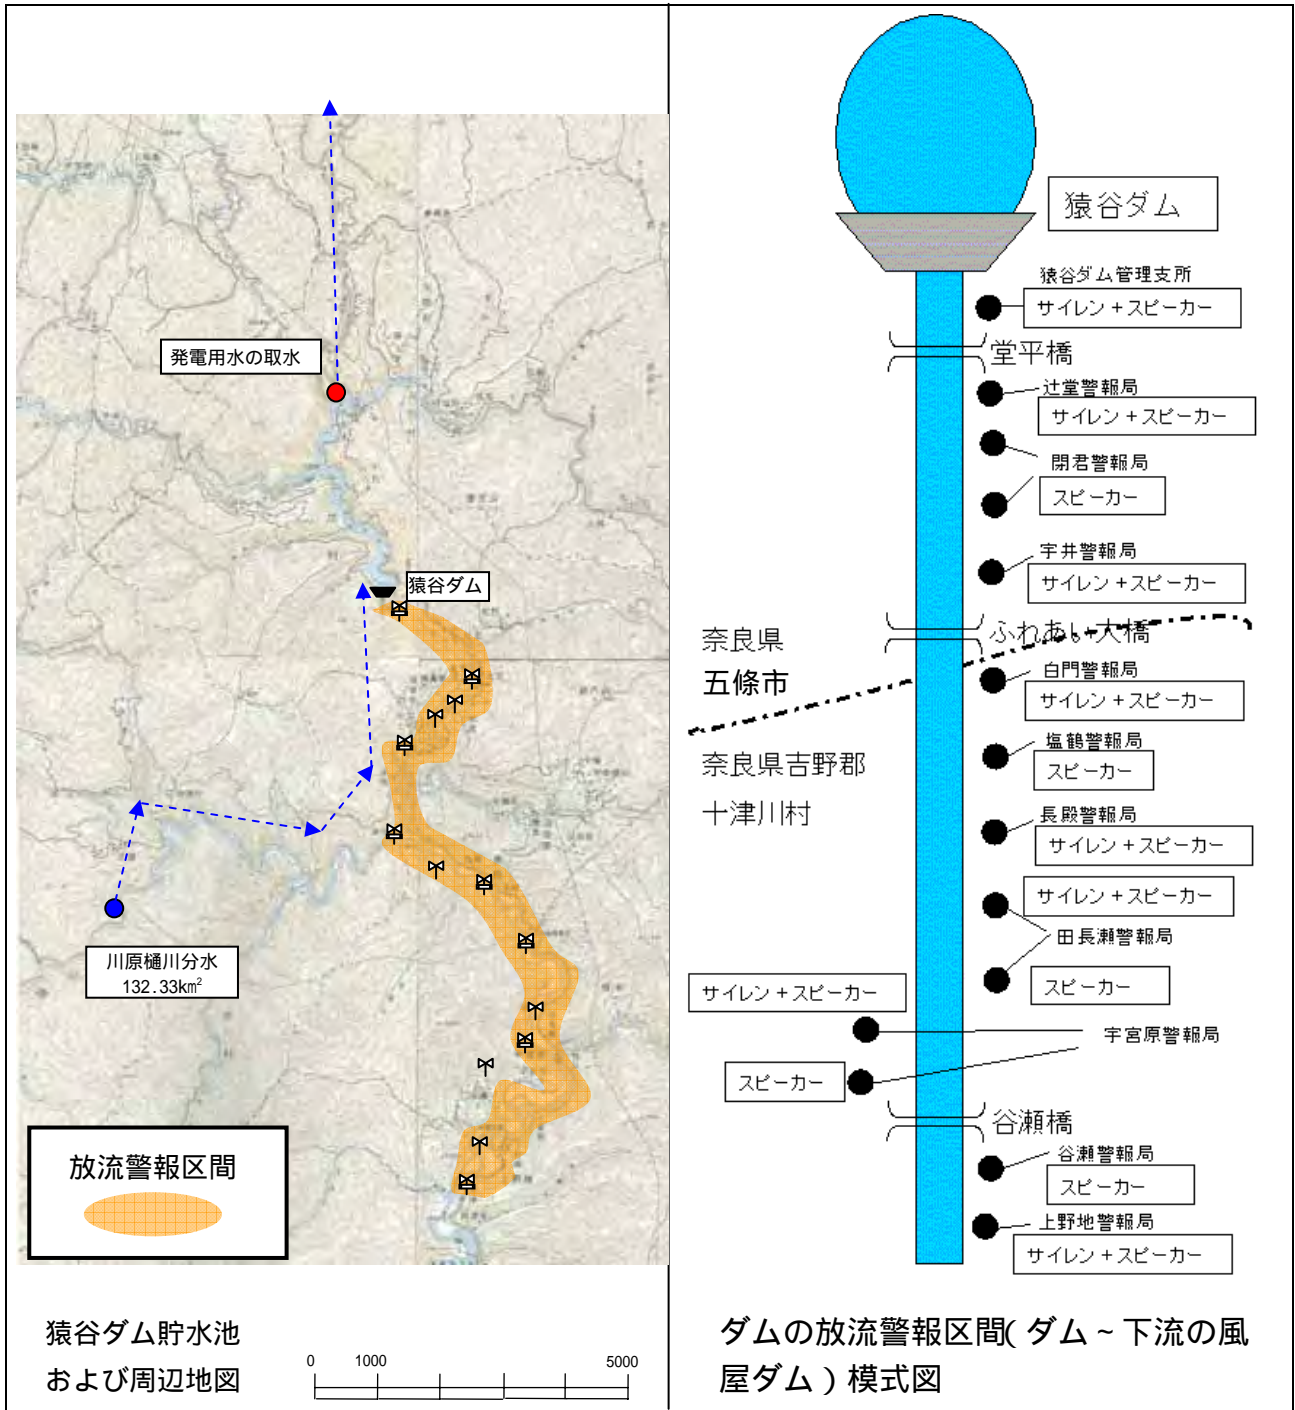 発電用水の取水
猿谷ダム
川原樋川分水
132.33km²
放流警報区間
猿谷ダム貯水池
および周辺地図
0 1000 5000
猿谷ダム
猿谷ダム管理支所
サイレン＋スピーカー
堂平橋
辻堂警報局
サイレン＋スピーカー
閉君警報局
スピーカー
宇井警報局
サイレン＋スピーカー
ふれあい大橋
奈良県
五條市
白門警報局
サイレン＋スピーカー
塩鶴警報局
スピーカー
奈良県吉野郡
十津川村
長殿警報局
サイレン＋スピーカー
サイレン＋スピーカー
田長瀬警報局
スピーカー
サイレン＋スピーカー
宇宮原警報局
スピーカー
谷瀬橋
谷瀬警報局
スピーカー
上野地警報局
サイレン＋スピーカー
ダムの放流警報区間(ダム～下流の風
屋ダム)模式図